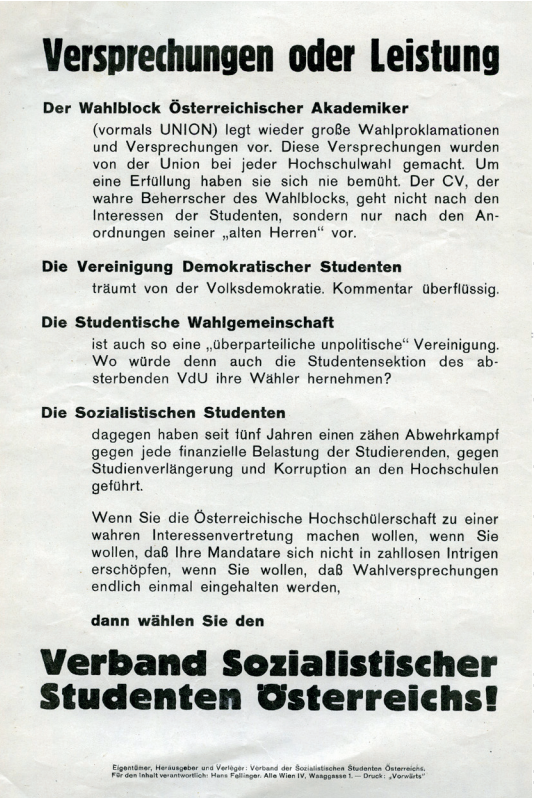 Versprechungen oder Leistung
Der Wahlblock Österreichischer Akademiker
(vormals UNION) legt wieder große Wahlproklamationen
und Versprechungen vor. Diese Versprechungen wurden
von der Union bei jeder Hochschulwahl gemacht. Um
eine Erfüllung haben sie sich nie bemüht. Der CV, der
wahre Beherrscher des Wahlblocks, geht nicht nach den
Interessen der Studenten, sondern nur nach den An-
ordnungen seiner „alten Herren" vor.
Die Vereinigung Demokratischer Studenten
träumt von der Volksdemokratie. Kommentar überflüssig.
Die Studentische Wahlgemeinschaft
ist auch so eine „überparteiliche unpolitische" Vereinigung.
Wo würde denn auch die Studentensektion des ab-
sterbenden VdU ihre Wähler hernehmen?
Die Sozialistischen Studenten
dagegen haben seit fünf Jahren einen zähen Abwehrkampf
gegen jede finanzielle Belastung der Studierenden, gegen
Studienverlängerung und Korruption an den Hochschulen
geführt.
Wenn Sie die Österreichische Hochschülerschaft zu einer
wahren Interessenvertretung machen wollen, wenn Sie
wollen, daß Ihre Mandatare sich nicht in zahllosen Intrigen
erschöpfen, wenn Sie wollen, daß Wahlversprechungen
endlich einmal eingehalten werden,
dann wählen Sie den
Verband Sozialistischer
Studenten Österreichs!
Eigentümer, Herausgeber und Verleger: Verband der Sozialistischen Studenten Österreichs.
Für den Inhalt verantwortlich: Hans Fellinger. Alle Wien IV, Waaggasse 1. — Druck: „Vorwärts"